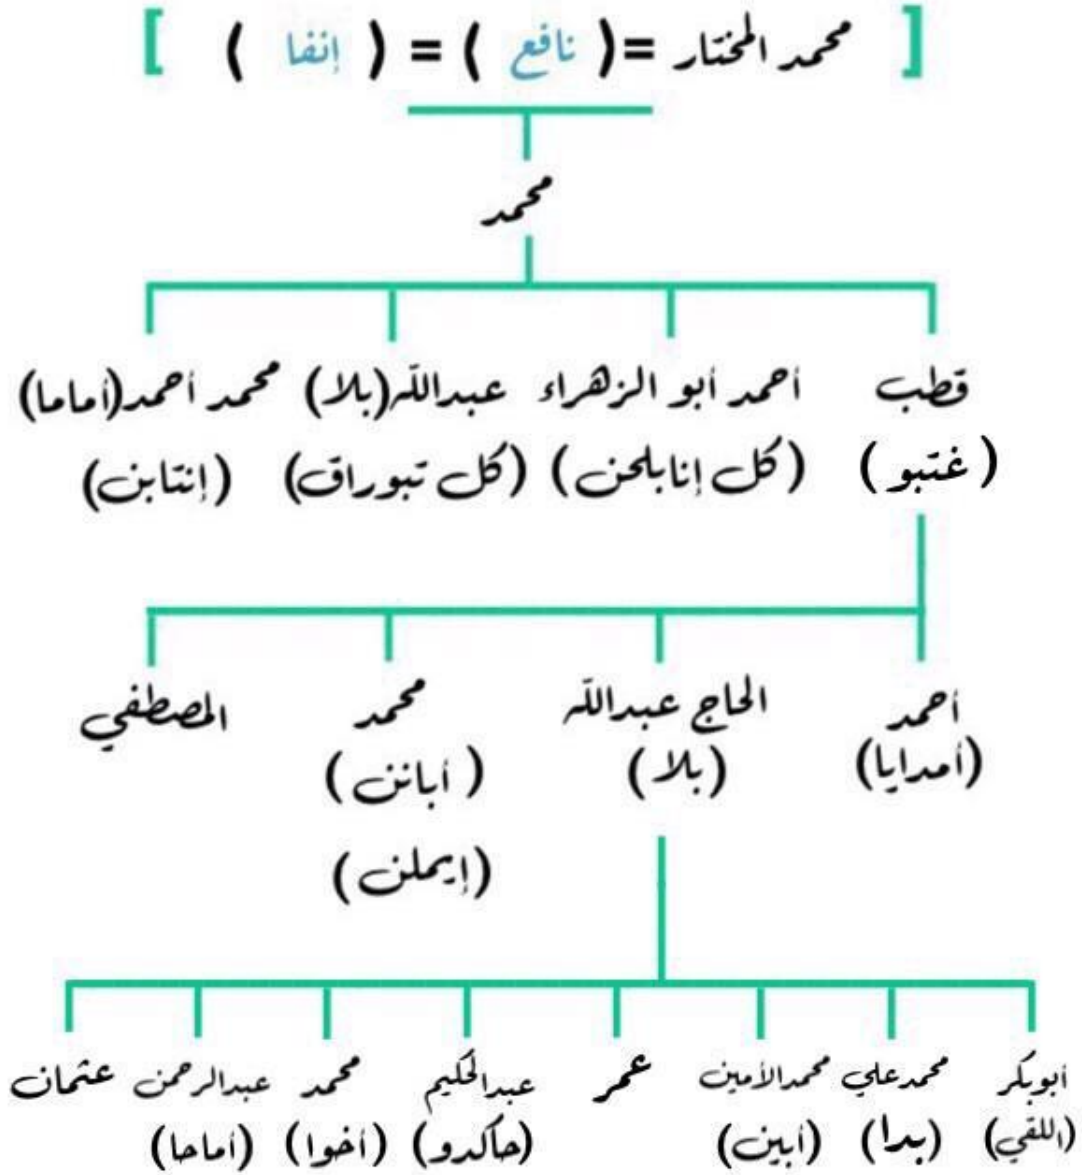 [ محمد المختار =( نافع ) = ( إنفا ) ]
محمد
قطب أحمد أبو الزهراء عبدالله(بلا) محمد أحمد(أماما)
(غتبو) (كل إنابلحن) (كل تبوراق) (إنتابن)
أحمد الحاج عبدالله محمد المصطفي
(أمدايا) (بلا) (أبانن)
(إيملن)
أبوبكر محمدعلي محمدالأمين عمر عبدالحكيم محمد عبدالرحمن عثمان
(اللقي) (بدا) (أبين) (حاكدو) (أخوا) (أماحا)